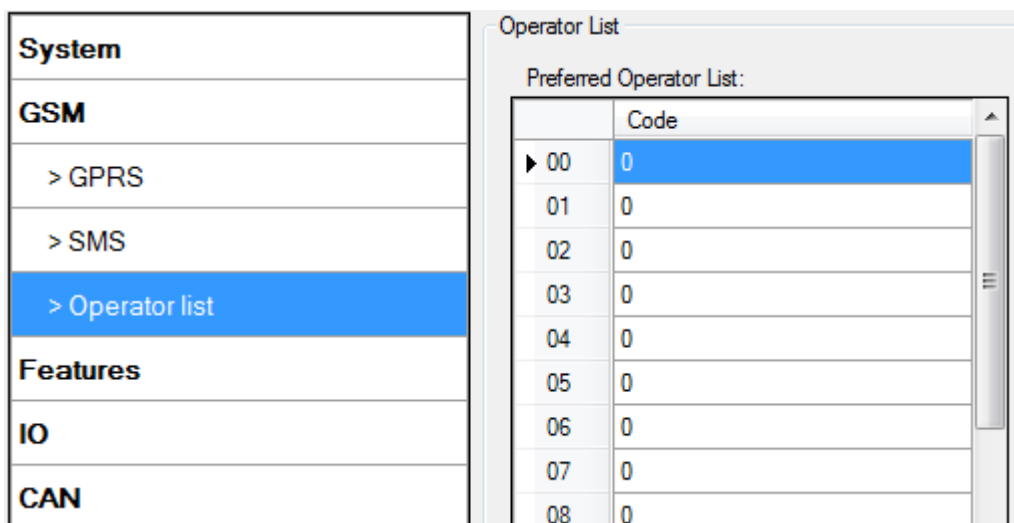 System
GSM
> GPRS
> SMS
> Operator list
Features
IO
CAN
Operator List
Preferred Operator List:
Code
00 0
01 0
02 0
03 0
04 0
05 0
06 0
07 0
08 0